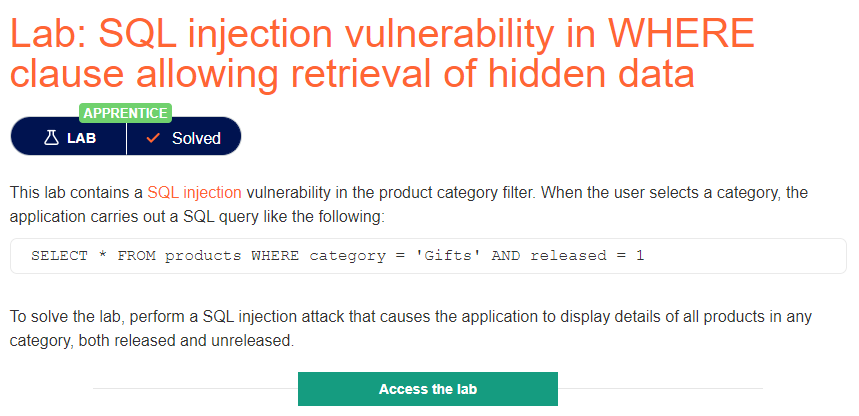 Lab: SQL injection vulnerability in WHERE
clause allowing retrieval of hidden data
APPRENTICE
LAB Solved
This lab contains a SQL injection vulnerability in the product category filter. When the user selects a category, the
application carries out a SQL query like the following:
SELECT * FROM products WHERE category = 'Gifts' AND released = 1
To solve the lab, perform a SQL injection attack that causes the application to display details of all products in any
category, both released and unreleased.
Access the lab